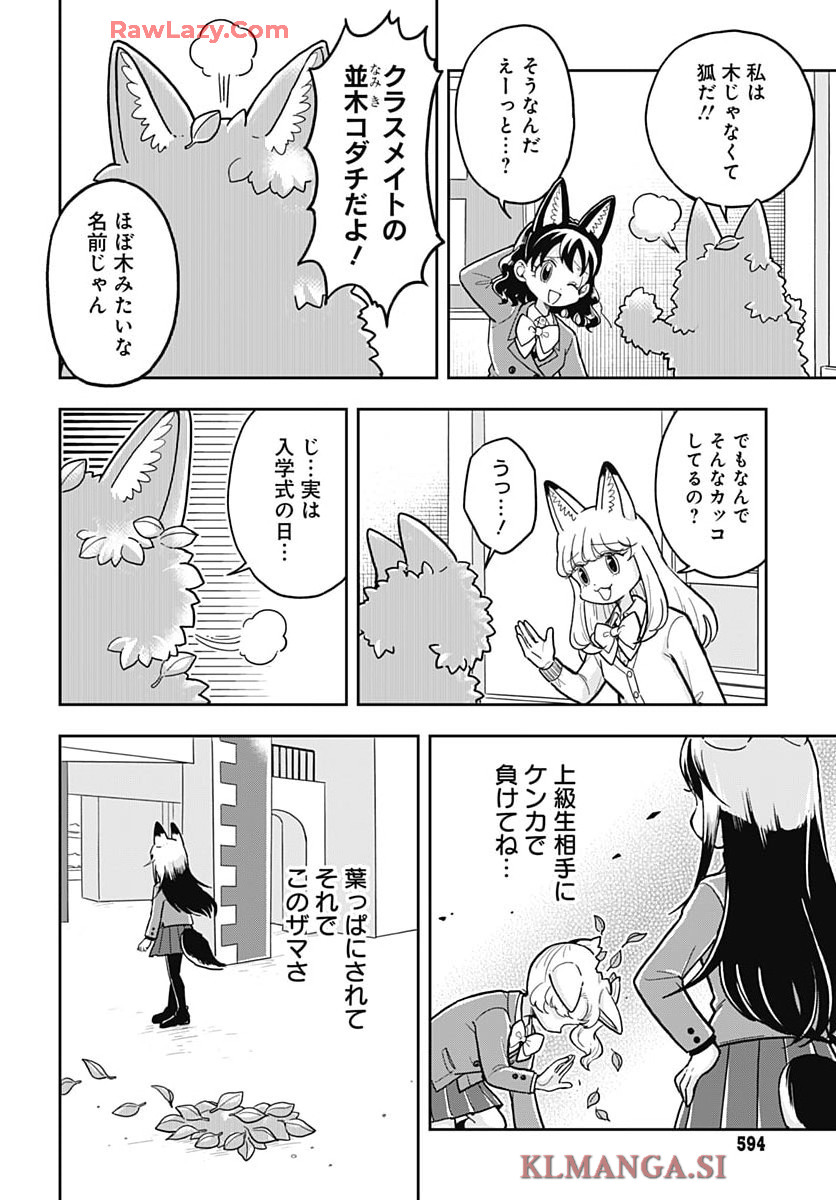 RawLazy.Com
私は
木じゃなくて
狐だ!!
そうなんだ
えーっと…?
クラスメイトの
並木コダチだよ!
なみき
ほぼ木みたいな
名前じゃん
でもなんで
そんなカッコ
してるの?
うっ…!
じ…実は
入学式の日…
上級生相手に
ケンカで
負けてね…
葉っぱにされて
それで
このザマさ
594
KLMANGA.SI